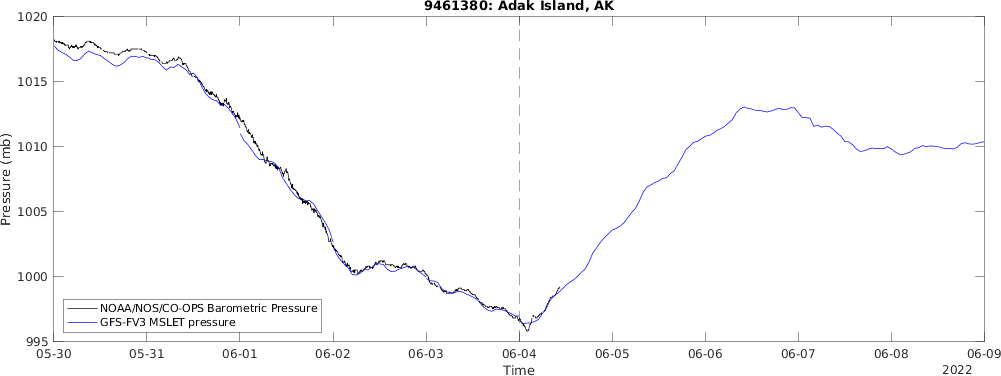 9461380: Adak Island, AK
1020
1015
1010
1005
1000
995
Pressure (mb)
NOAA/NOS/CO-OPS Barometric Pressure
GFS-FV3 MSLET pressure
05-30 05-31 06-01 06-02 06-03 06-04 06-05 06-06 06-07 06-08 06-09
Time
2022